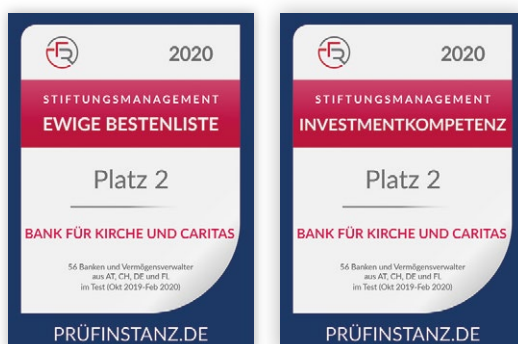 2020
STIFTUNGSMANAGEMENT
EWIGE BESTENLISTE
Platz 2
BANK FÜR KIRCHE UND CARITAS
56 Banken und Vermögensverwalter
aus AT, CH, DE und FL
im Test (Okt 2019-Feb 2020)
PRÜFINSTANZ.DE
2020
STIFTUNGSMANAGEMENT
INVESTMENTKOMPETENZ
Platz 2
BANK FÜR KIRCHE UND CARITAS
56 Banken und Vermögensverwalter
aus AT, CH, DE und FL
im Test (Okt 2019-Feb 2020)
PRÜFINSTANZ.DE